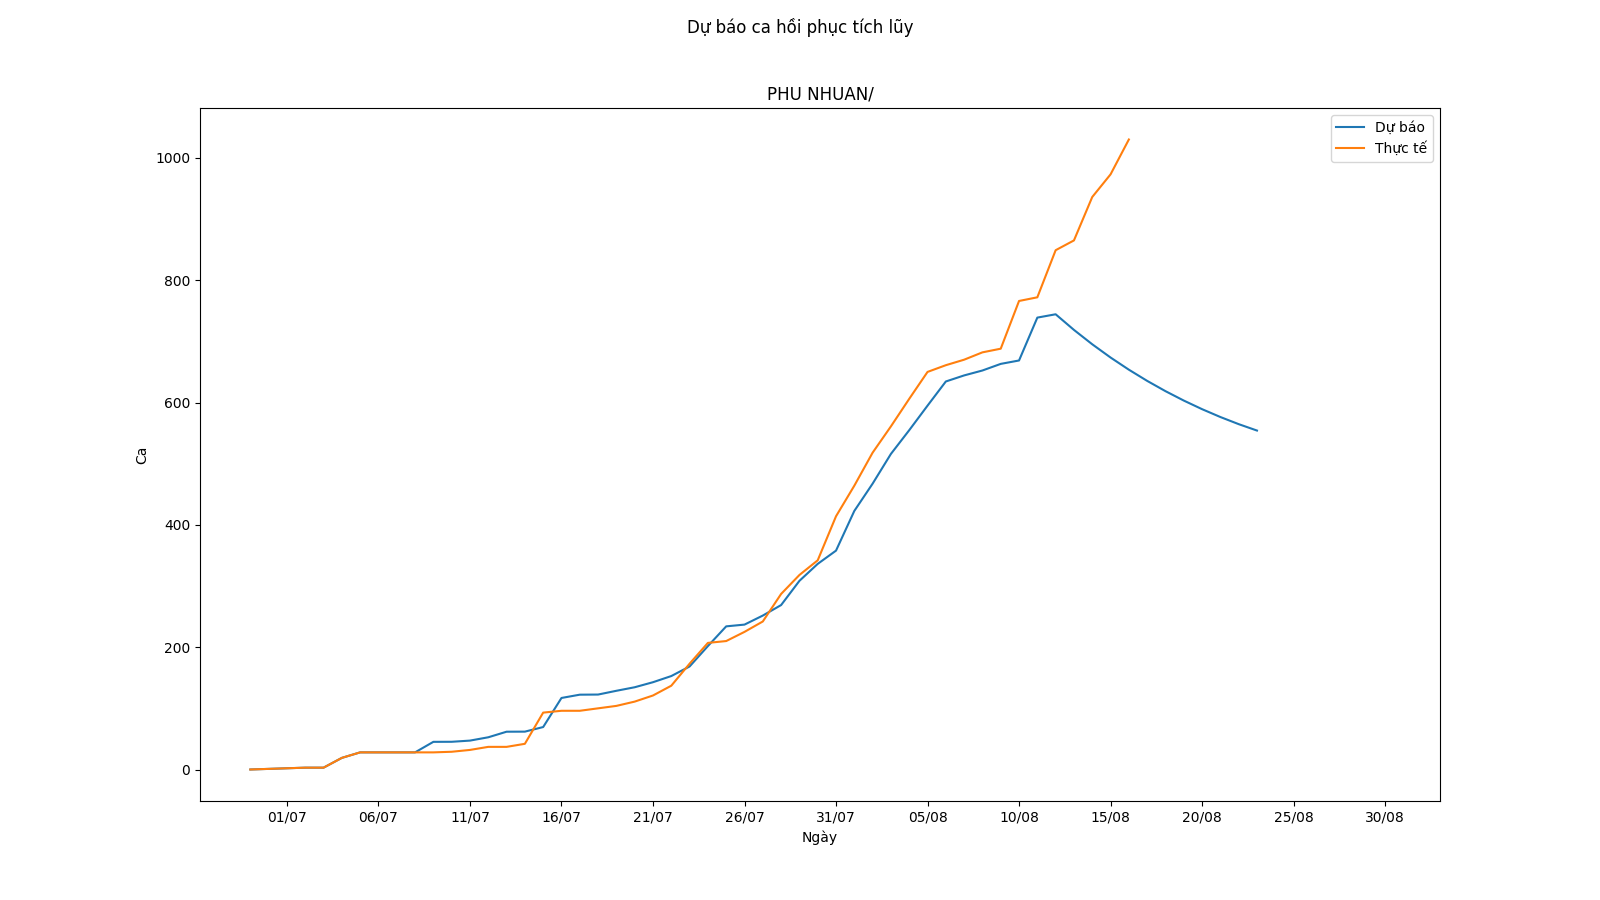 Dự báo ca hồi phục tích lũy
PHU NHUAN/
Dự báo
Thực tế
1000
800
600
400
200
0
Ca
01/07 06/07 11/07 16/07 21/07 26/07 31/07 05/08 10/08 15/08 20/08 25/08 30/08
Ngày